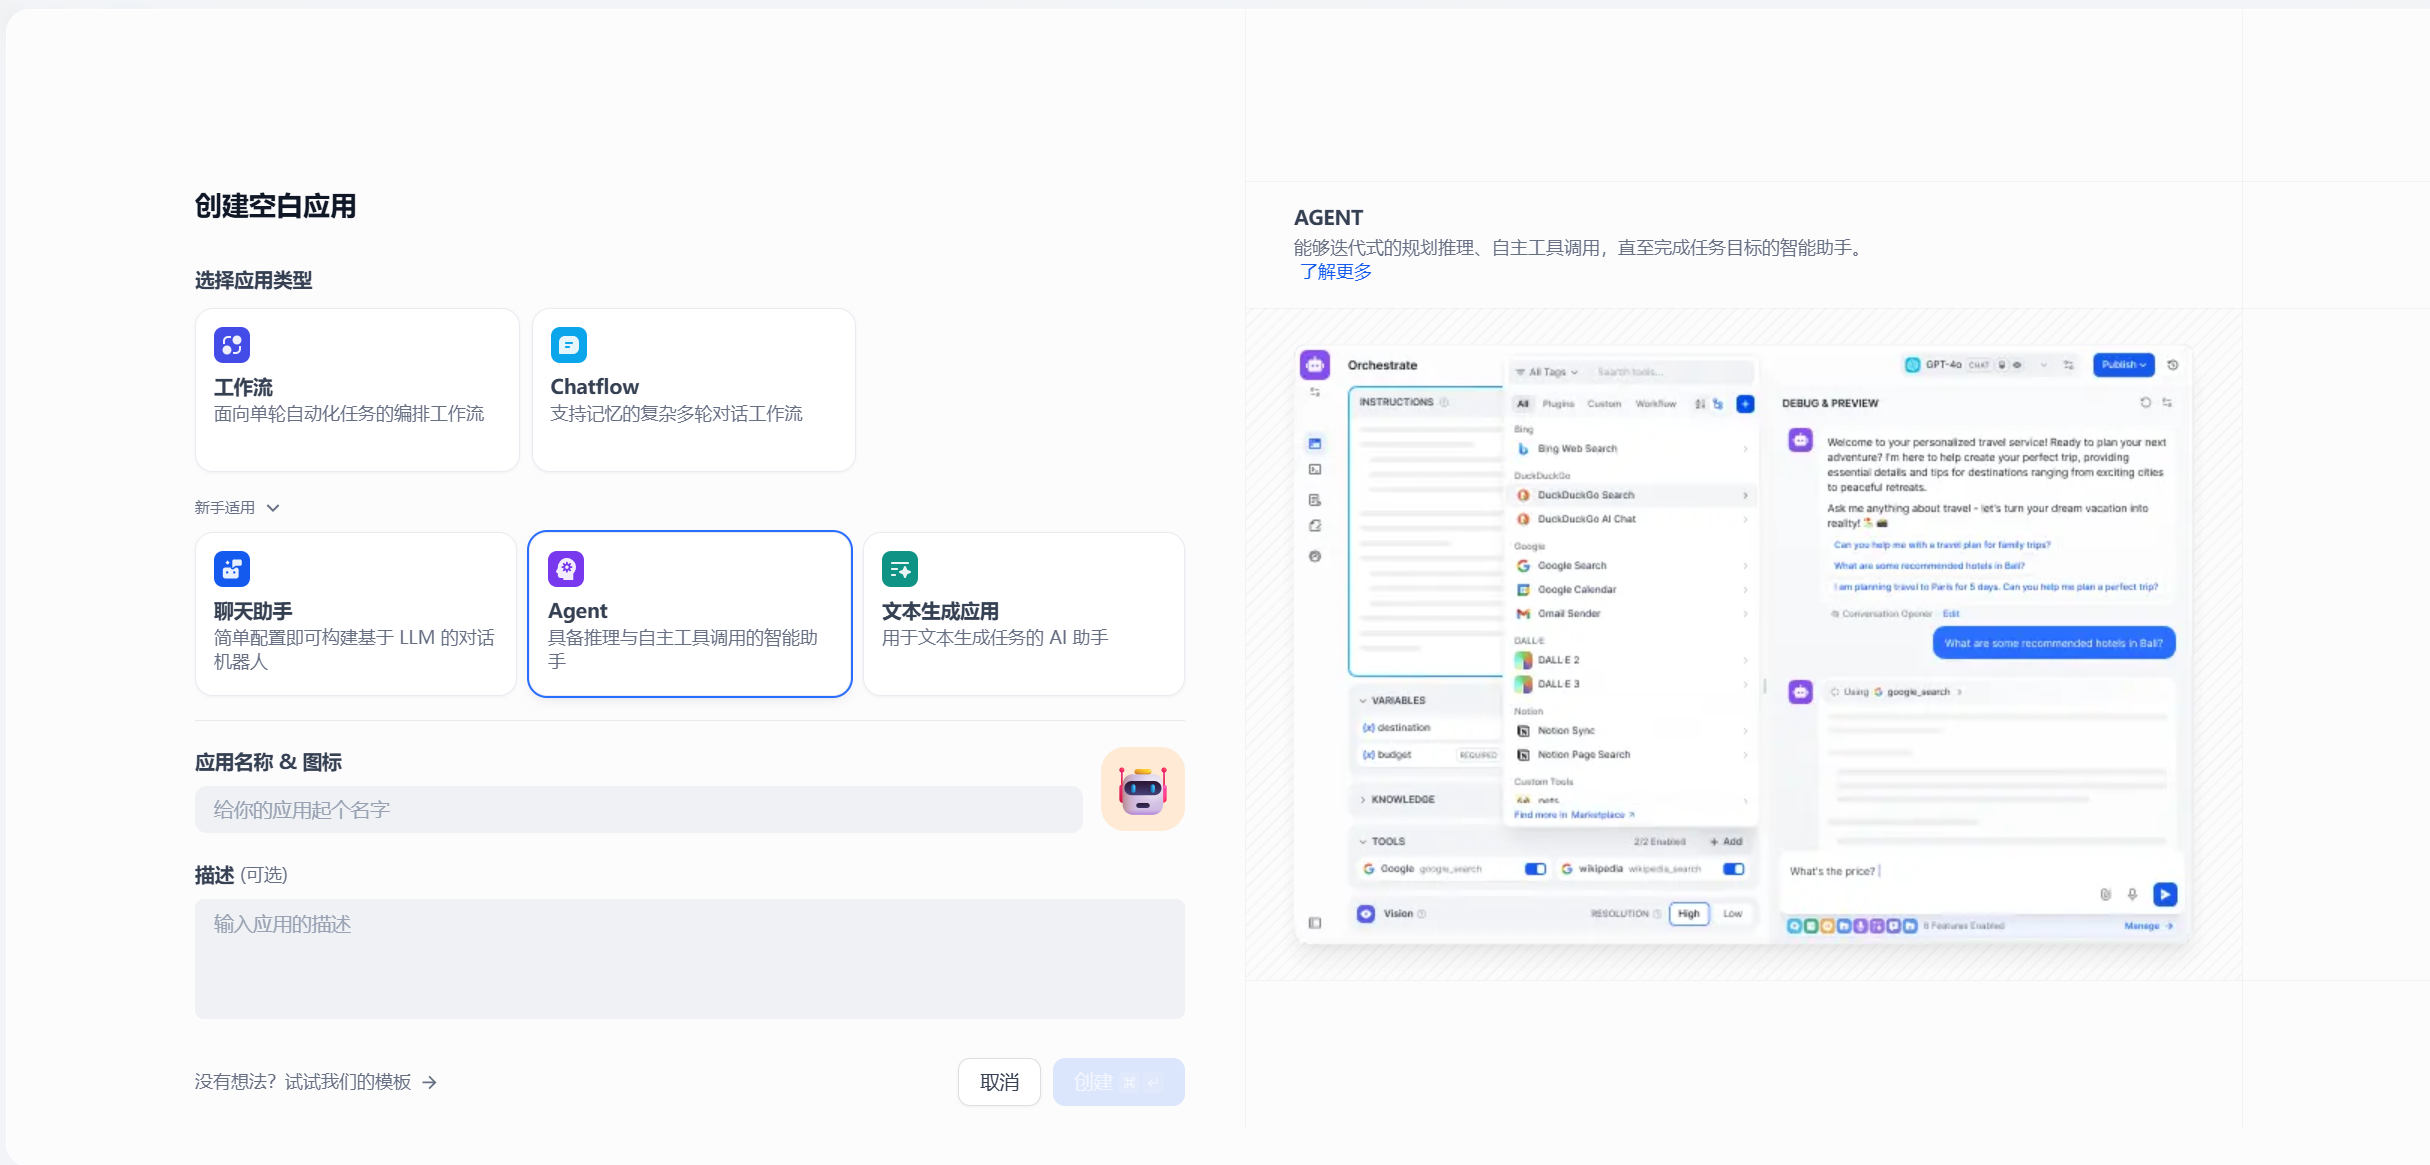 创建空白应用
选择应用类型
工作流
面向单轮自动化任务的编排工作流
Chatflow
支持记忆的复杂多轮对话工作流
新手适用
聊天助手
简单配置即可构建基于 LLM 的对话
机器人
Agent
具备推理与自主工具调用的智能助
手
文本生成应用
用于文本生成任务的 AI 助手
应用名称 & 图标
给你的应用起个名字
描述 (可选)
输入应用的描述
没有想法？试试我们的模板 →
取消
创建 ⌘ ↵
AGENT
能够迭代式的规划推理、自主工具调用，直至完成任务目标的智能助手。
了解更多
Orchestrate
INSTRUCTIONS
All Tags
Search tools...
All Plugins Custom Workflow
Bing
Bing Web Search
DuckDuckGo
DuckDuckGo Search
DuckDuckGo AI Chat
Google
Google Search
Google Calendar
Gmail Sender
DALL·E
DALL·E 2
DALL·E 3
Notion
Notion Sync
Notion Page Search
Custom Tools
Find more in Marketplace
VARIABLES
{x} destination
{x} budget REQUIRED
KNOWLEDGE
TOOLS
2/2 Enabled
+ Add
Google google_search
wikipedia wikipedia_search
Vision
RESOLUTION
High
Low
GPT-4o CHAT
Publish
DEBUG & PREVIEW
Welcome to your personalized travel service! Ready to plan your next
adventure? I'm here to help create your perfect trip, providing
essential details and tips for destinations ranging from exciting cities
to peaceful retreats.
Ask me anything about travel - let's turn your dream vacation into
reality! 🏖️ 📸
Can you help me with a travel plan for family trips?
What are some recommended hotels in Bali?
I am planning travel to Paris for 5 days. Can you help me plan a perfect trip?
Conversation Opener Edit
What are some recommended hotels in Bali?
Using google_search
What's the price?
8 Features Enabled
Manage →